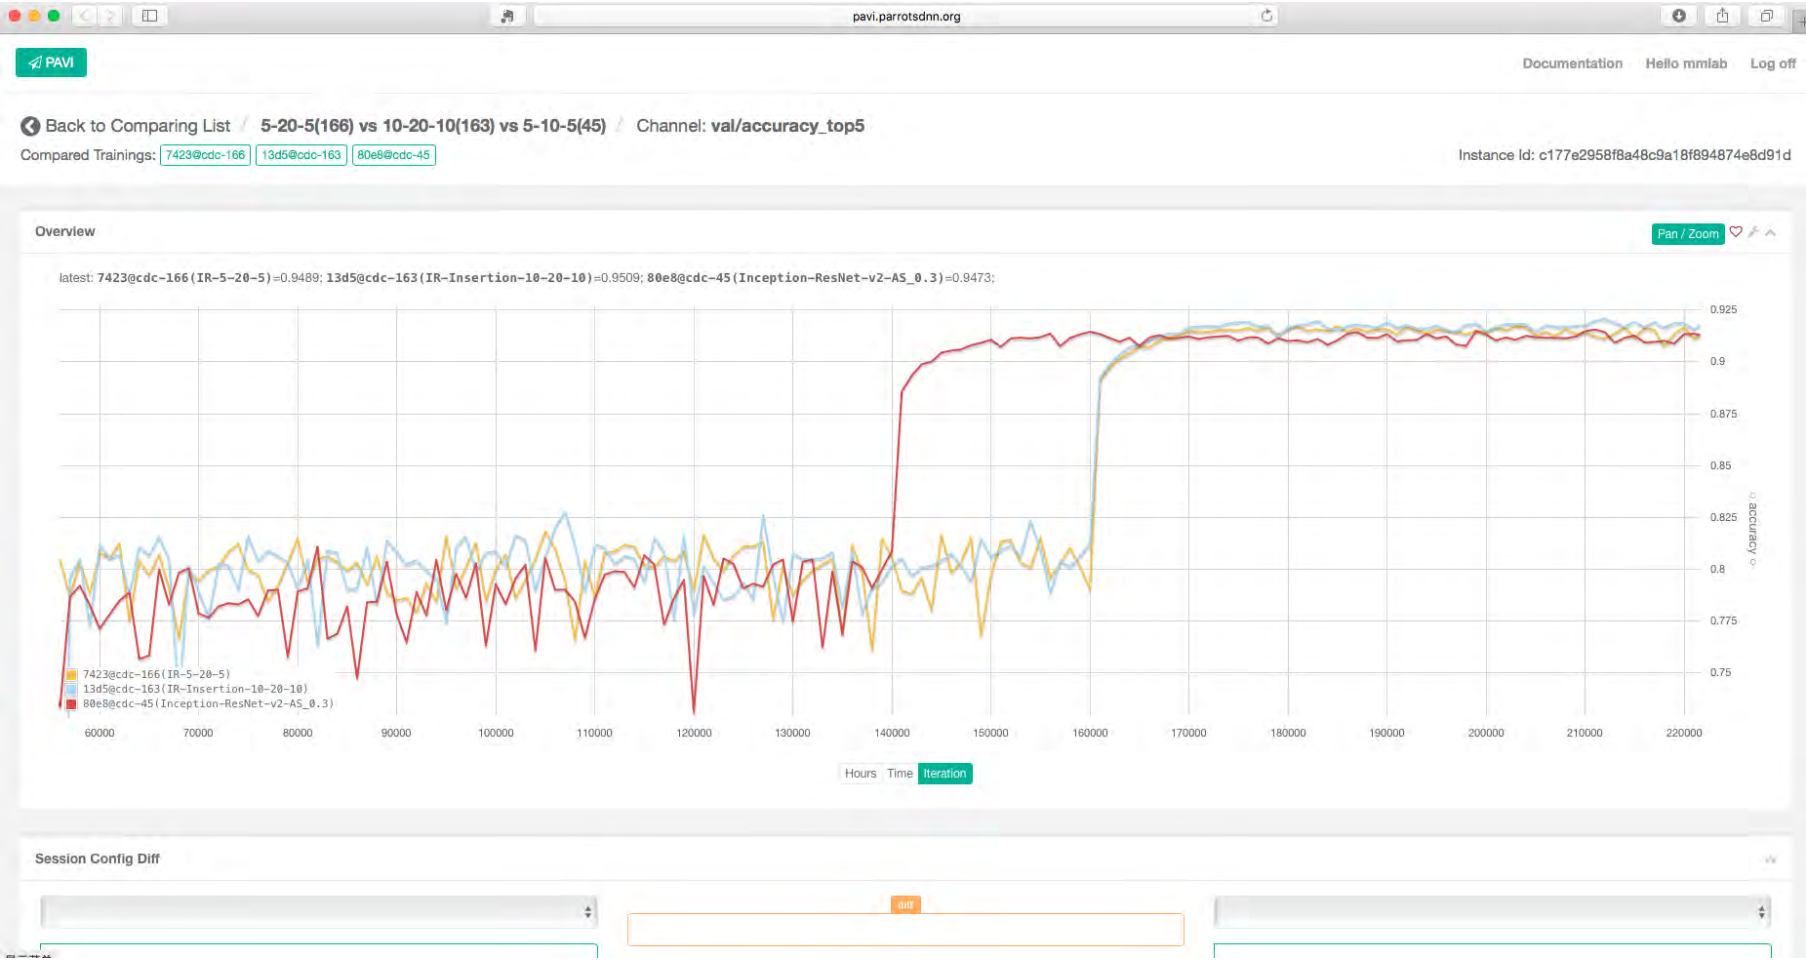 pavi.parrotsdnn.org
PAVI
Documentation Hello mmlab Log off
Back to Comparing List / 5-20-5(166) vs 10-20-10(163) vs 5-10-5(45) / Channel: val/accuracy_top5
Compared Trainings: 7423@cdc-166 13d5@cdc-163 80e8@cdc-45
Instance Id: c177e2958f8a48c9a18f894874e8d91d
Overview
Pan / Zoom
latest: 7423@cdc-166(IR-5-20-5)=0.9489; 13d5@cdc-163(IR-Insertion-10-20-10)=0.9509; 80e8@cdc-45(Inception-ResNet-v2-AS_0.3)=0.9473;
0.925
0.9
0.875
0.85
0.825
0.8
0.775
0.75
accuracy
7423@cdc-166(IR-5-20-5)
13d5@cdc-163(IR-Insertion-10-20-10)
80e8@cdc-45(Inception-ResNet-v2-AS_0.3)
60000 70000 80000 90000 100000 110000 120000 130000 140000 150000 160000 170000 180000 190000 200000 210000 220000
Hours Time Iteration
Session Config Diff
diff